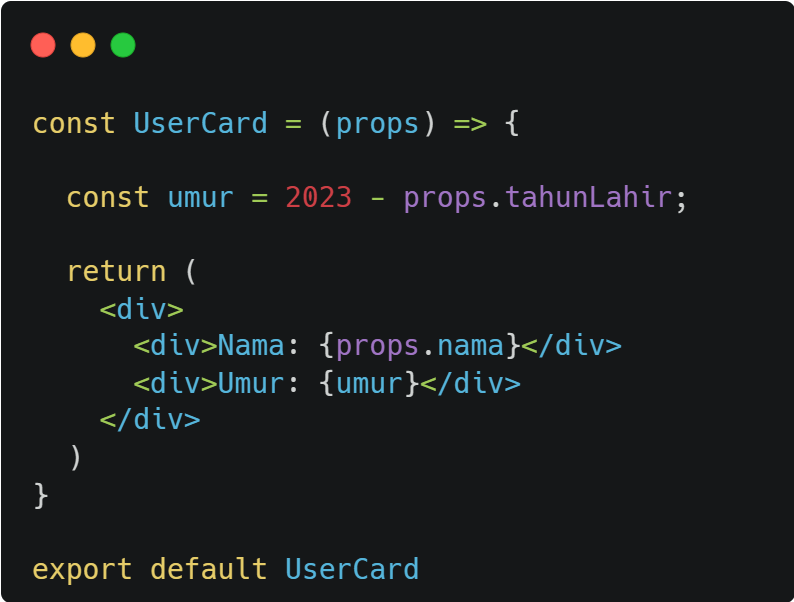 const UserCard = (props) => {
  const umur = 2023 - props.tahunLahir;
  return (
    <div>
      <div>Nama: {props.nama}</div>
      <div>Umur: {umur}</div>
    </div>
  )
}
export default UserCard